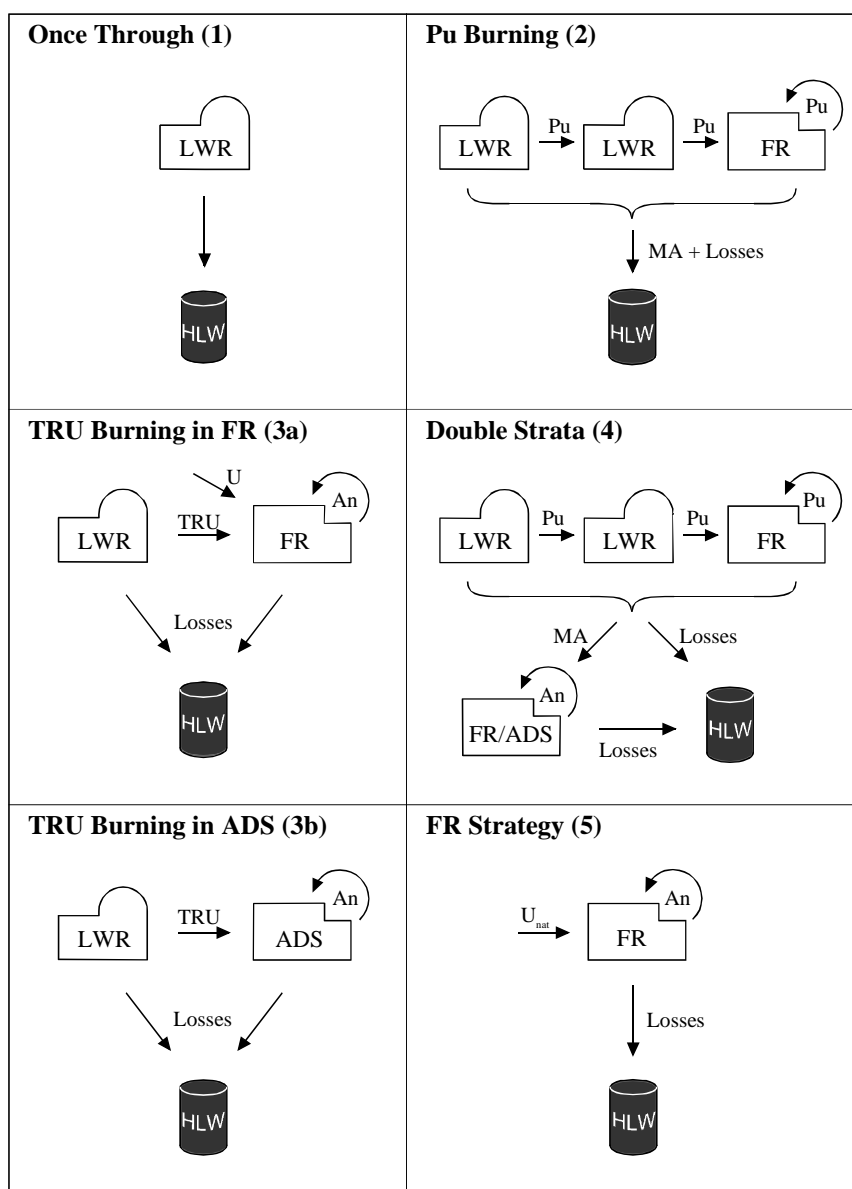 Once Through (1)
LWR
HLW
Pu Burning (2)
LWR
Pu
LWR
Pu
FR
Pu
MA + Losses
HLW
TRU Burning in FR (3a)
LWR
TRU
U
FR
An
Losses
HLW
Double Strata (4)
LWR
Pu
LWR
Pu
FR
Pu
MA
Losses
FR/ADS
An
Losses
HLW
TRU Burning in ADS (3b)
LWR
TRU
ADS
An
Losses
HLW
FR Strategy (5)
Unat
FR
An
Losses
HLW